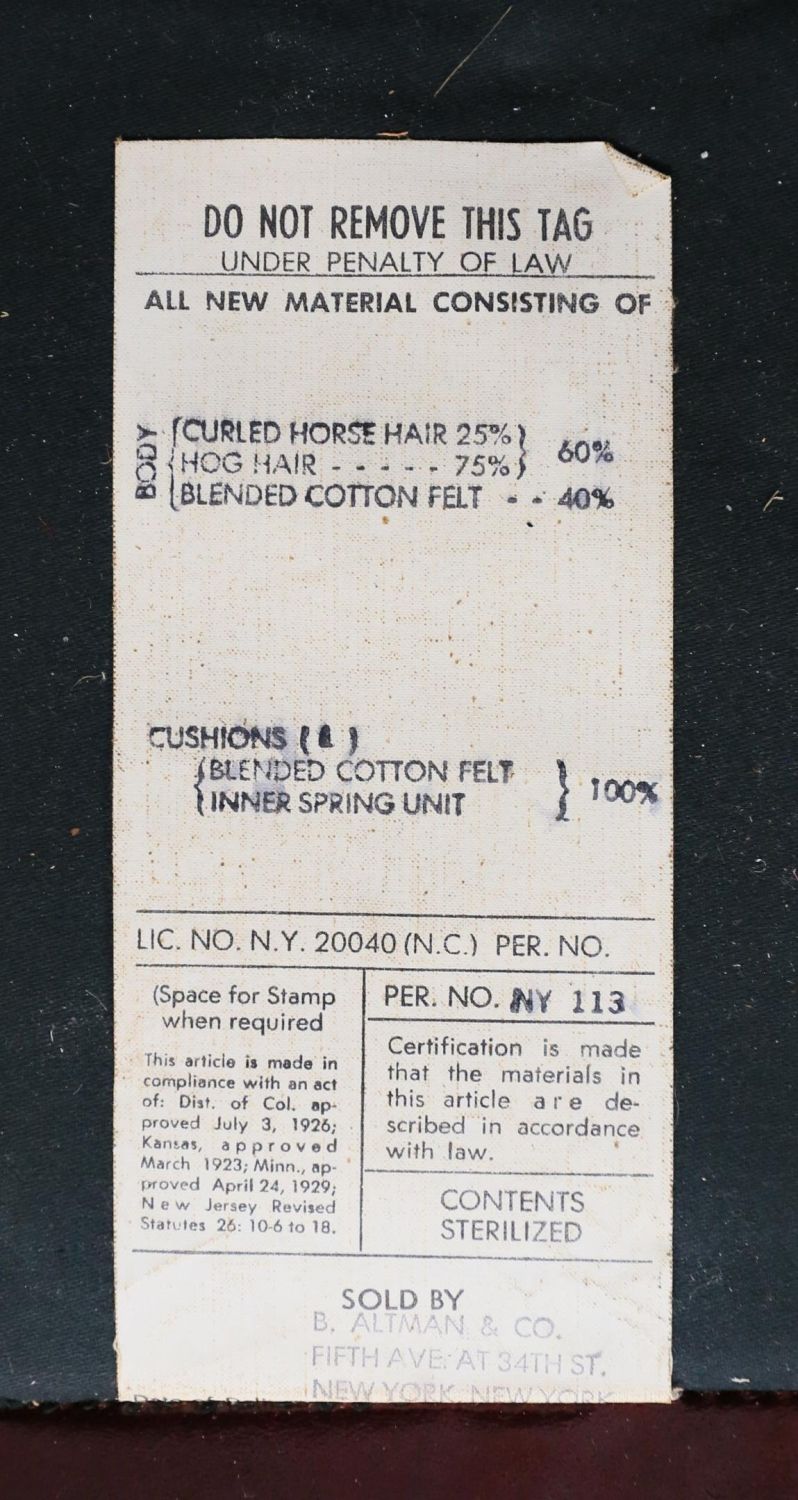 DO NOT REMOVE THIS TAG
UNDER PENALTY OF LAW
ALL NEW MATERIAL CONSISTING OF
BODY
{CURLED HORSE HAIR 25%} 60%
{HOG HAIR - - - - - 75%}
{BLENDED COTTON FELT - - 40%
CUSHIONS ( )
{BLENDED COTTON FELT } 100%
{INNER SPRING UNIT }
LIC. NO. N.Y. 20040 (N.C.) PER. NO.
(Space for Stamp
when required
This article is made in
compliance with an act
of: Dist. of Col. ap-
proved July 3, 1926;
Kansas, approved
March 1923; Minn., ap-
proved April 24, 1929;
New Jersey Revised
Statutes 26: 10-6 to 18.
PER. NO. NY 113
Certification is made
that the materials in
this article are de-
scribed in accordance
with law.
CONTENTS
STERILIZED
SOLD BY
B. ALTMAN & CO.
FIFTH AVE. AT 34TH ST.
NEW YORK, NEW YORK